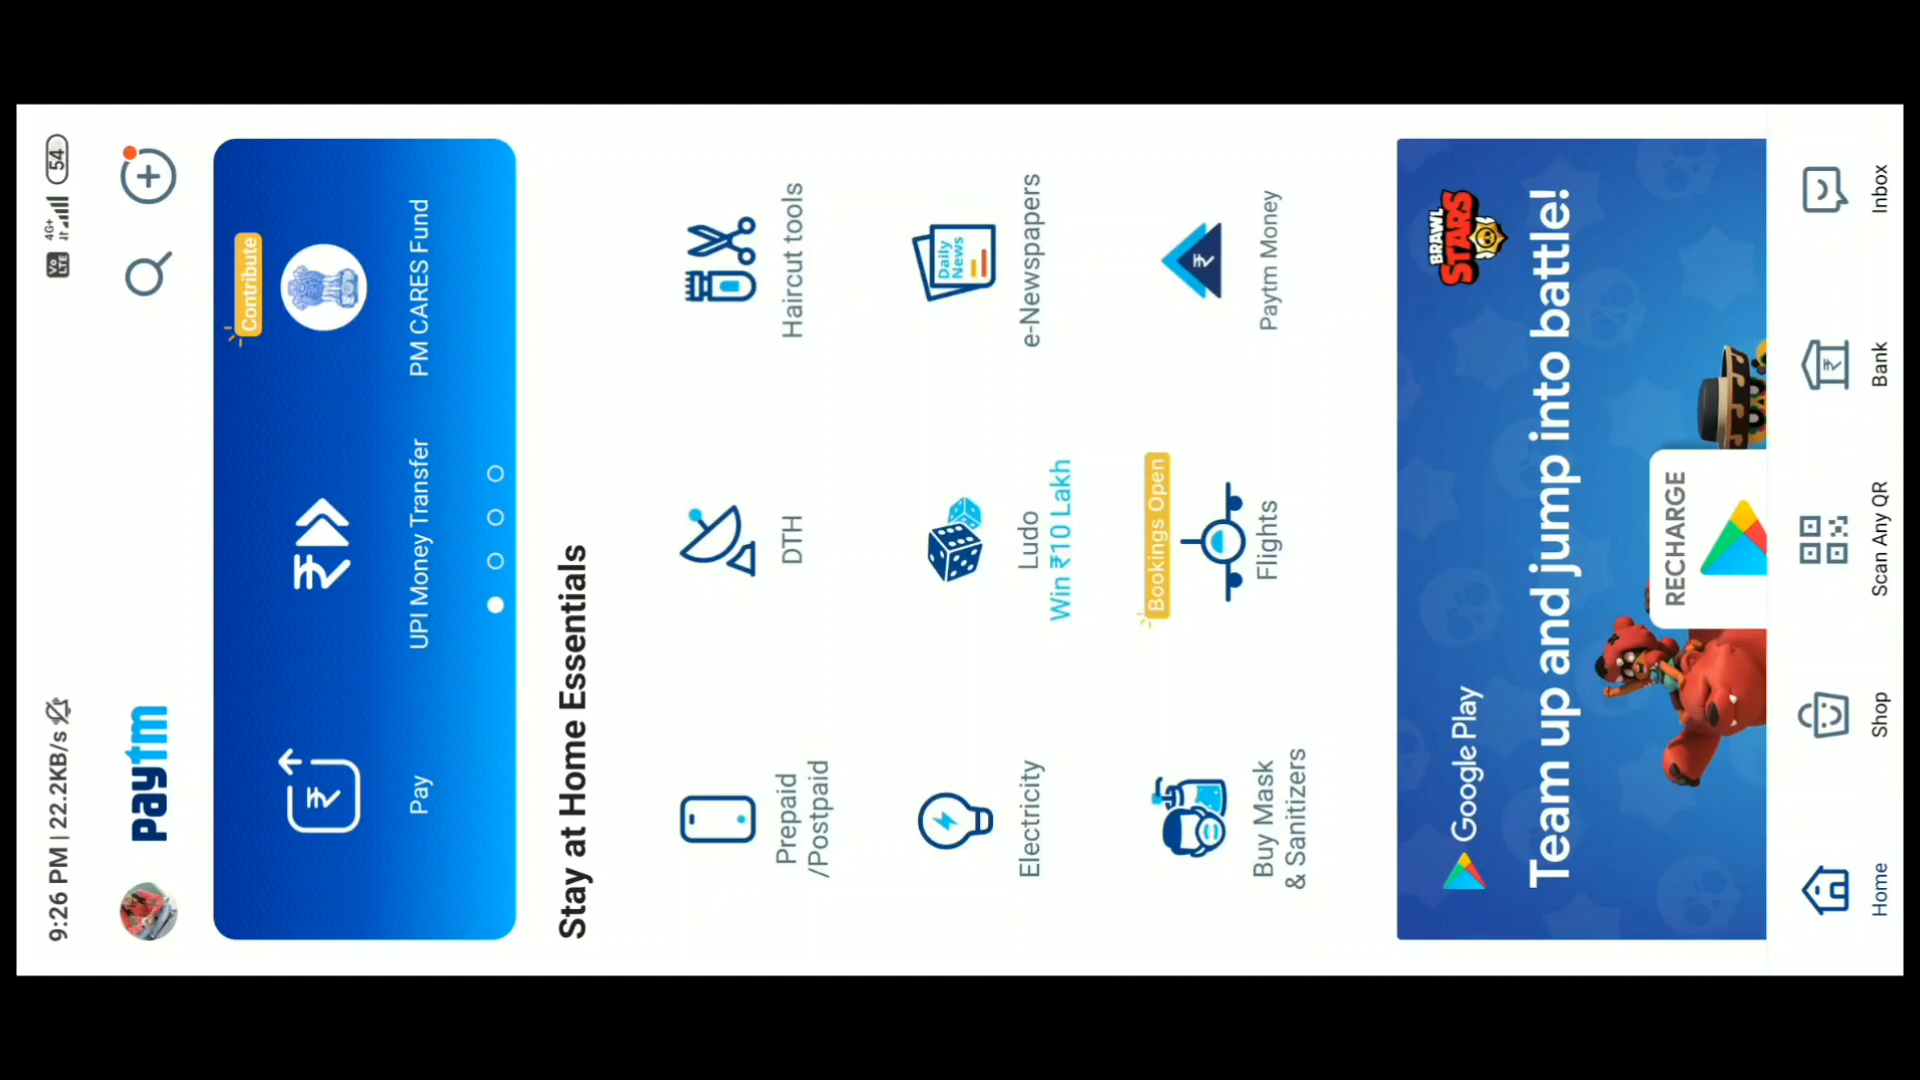 9:26 PM | 22.2KB/s
Vo LTE 4G+ 54
paytm
Contribute
Pay
UPI Money Transfer
PM CARES Fund
Stay at Home Essentials
Prepaid
/Postpaid
DTH
Haircut tools
Electricity
Ludo
Win ₹10 Lakh
Daily
News
e-Newspapers
Bookings Open
Buy Mask
& Sanitizers
Flights
Paytm Money
Google Play
BRAWL
STARS
Team up and jump into battle!
RECHARGE
Home
Shop
Scan Any QR
Bank
Inbox